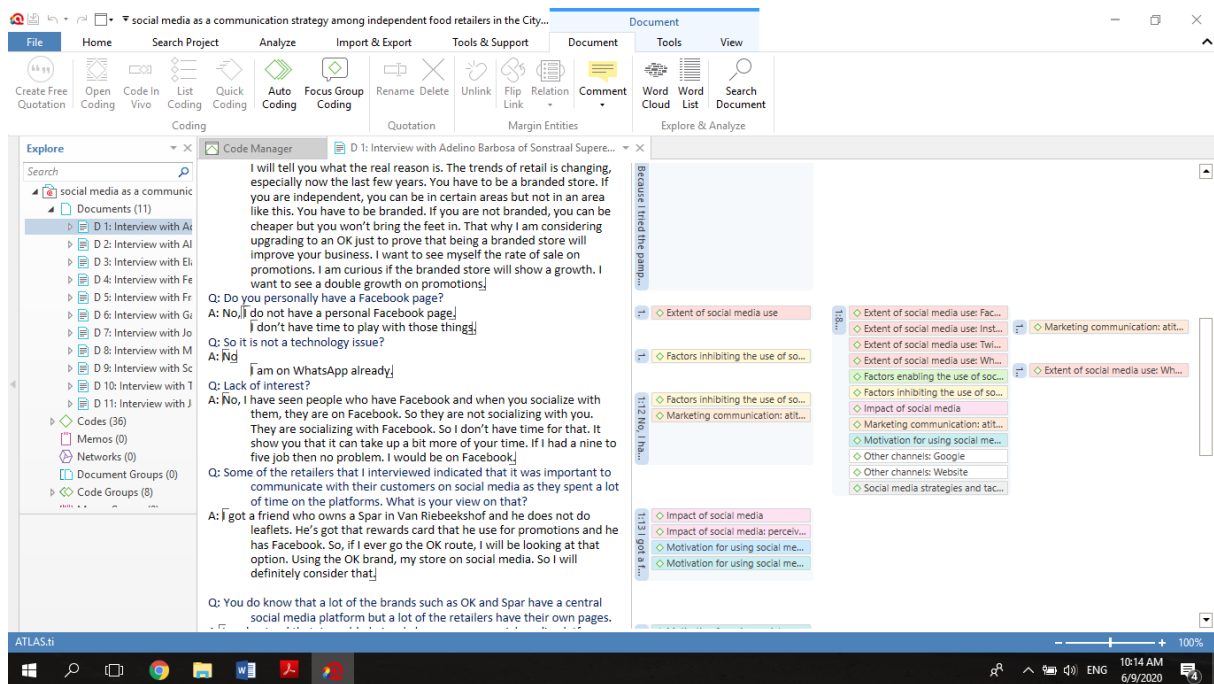 social media as a communication strategy among independent food retailers in the City...
Document
File Home Search Project Analyze Import & Export Tools & Support Document Tools View
Create Free Quotation
Open Coding
Code In Vivo
List Coding
Quick Coding
Auto Coding
Focus Group Coding
Rename
Delete
Unlink
Flip Link
Relation
Comment
Word Cloud
Word List
Search Document
Coding
Quotation
Margin Entities
Explore & Analyze
Explore
Search
social media as a communic
Documents (11)
D 1: Interview with Ad
D 2: Interview with Al
D 3: Interview with Ela
D 4: Interview with Fe
D 5: Interview with Fr
D 6: Interview with Ga
D 7: Interview with Jo
D 8: Interview with M
D 9: Interview with Sc
D 10: Interview with T
D 11: Interview with J
Codes (36)
Memos (0)
Networks (0)
Document Groups (0)
Code Groups (8)
Code Manager
D 1: Interview with Adelino Barbosa of Sonstraal Supere...
I will tell you what the real reason is. The trends of retail is changing,
especially now the last few years. You have to be a branded store. If
you are independent, you can be in certain areas but not in an area
like this. You have to be branded. If you are not branded, you can be
cheaper but you won't bring the feet in. That why I am considering
upgrading to an OK just to prove that being a branded store will
improve your business. I want to see myself the rate of sale on
promotions. I am curious if the branded store will show a growth. I
want to see a double growth on promotions.
Q: Do you personally have a Facebook page?
A: No, I do not have a personal Facebook page.
I don't have time to play with those things.
Q: So it is not a technology issue?
A: No
I am on WhatsApp already.
Q: Lack of interest?
A: No, I have seen people who have Facebook and when you socialize with
them, they are on Facebook. So they are not socializing with you.
They are socializing with Facebook. So I don't have time for that. It
show you that it can take up a bit more of your time. If I had a nine to
five job then no problem. I would be on Facebook.
Q: Some of the retailers that I interviewed indicated that it was important to
communicate with their customers on social media as they spent a lot
of time on the platforms. What is your view on that?
A: I got a friend who owns a Spar in Van Riebeekshof and he does not do
leaflets. He's got that rewards card that he use for promotions and he
has Facebook. So, if I ever go the OK route, I will be looking at that
option. Using the OK brand, my store on social media. So I will
definitely consider that.
Q: You do know that a lot of the brands such as OK and Spar have a central
social media platform but a lot of the retailers have their own pages.
Because I tried the pamp...
Extent of social media use
Factors inhibiting the use of so...
1:12 No, I ha...
Factors inhibiting the use of so...
Marketing communication: atit...
1:13 I got a f...
Impact of social media
Impact of social media: perceiv...
Motivation for using social me...
Motivation for using social me...
1:8...
Extent of social media use: Fac...
Extent of social media use: Inst...
Extent of social media use: Twi...
Extent of social media use: Wh...
Factors enabling the use of soc...
Factors inhibiting the use of so...
Impact of social media
Marketing communication: atit...
Motivation for using social me...
Other channels: Google
Other channels: Website
Social media strategies and tac...
Marketing communication: atit...
Extent of social media use: Wh...
ATLAS.ti
100%
ENG
10:14 AM
6/9/2020
4